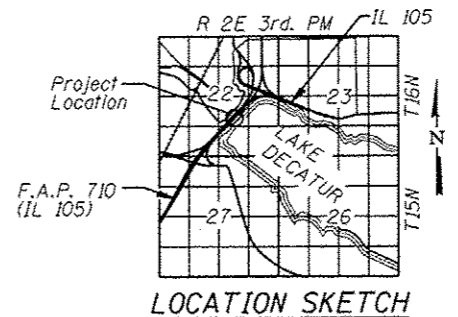 R 2E 3rd. PM
IL 105
Project
Location
22
23
T16N
LAKE
DECATUR
N
F.A.P. 710
(IL 105)
27
26
T15N
LOCATION SKETCH